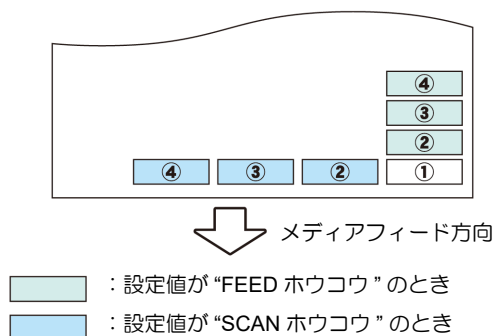 ④
③
②
④ ③ ② ①
メディアフィード方向
：設定値が “FEED ホウコウ ” のとき
：設定値が “SCAN ホウコウ ” のとき